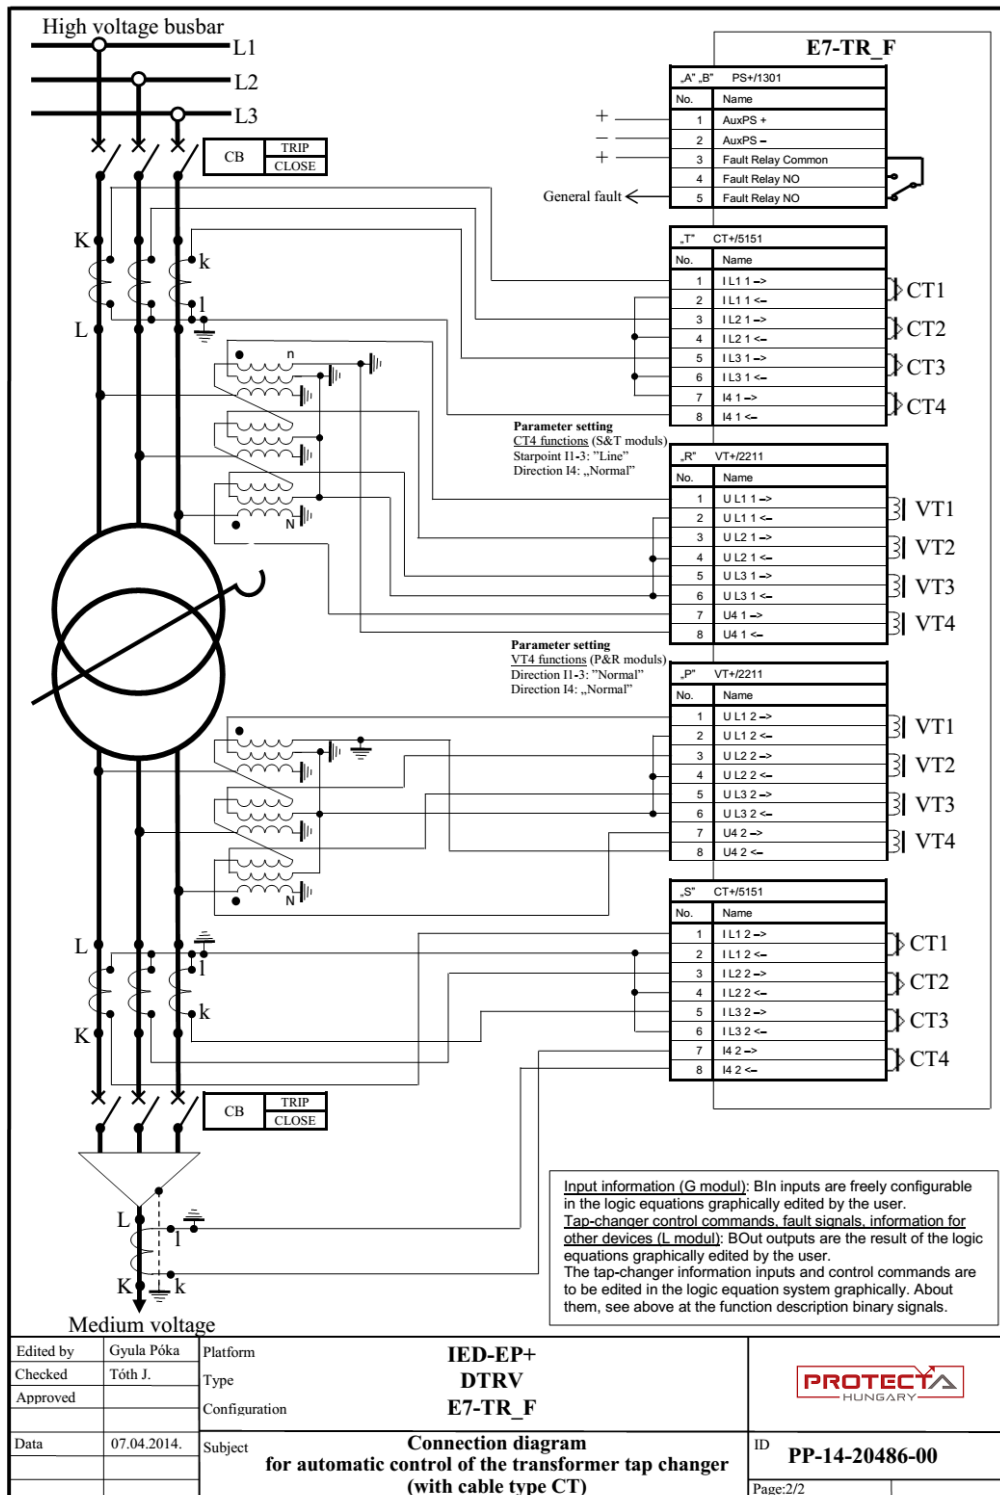 High voltage busbar
L1
L2
L3
CB
TRIP
CLOSE
E7-TR_F
„A" „B" PS+/1301
No. Name
+ 1 AuxPS +
− 2 AuxPS −
+ 3 Fault Relay Common
4 Fault Relay NO
General fault 5 Fault Relay NO
K
k
l
L
„T" CT+/5151
No. Name
1 I L1 1 –>
2 I L1 1 <–
3 I L2 1 –>
4 I L2 1 <–
5 I L3 1 –>
6 I L3 1 <–
7 I4 1 –>
8 I4 1 <–
CT1
CT2
CT3
CT4
n
N
Parameter setting
CT4 functions (S&T moduls)
Starpoint I1-3: "Line"
Direction I4: „Normal"
„R" VT+/2211
No. Name
1 U L1 1 –>
2 U L1 1 <–
3 U L2 1 –>
4 U L2 1 <–
5 U L3 1 –>
6 U L3 1 <–
7 U4 1 –>
8 U4 1 <–
VT1
VT2
VT3
VT4
Parameter setting
VT4 functions (P&R moduls)
Direction I1-3: "Normal"
Direction I4: „Normal"
„P" VT+/2211
No. Name
1 U L1 2 –>
2 U L1 2 <–
3 U L2 2 –>
4 U L2 2 <–
5 U L3 2 –>
6 U L3 2 <–
7 U4 2 –>
8 U4 2 <–
VT1
VT2
VT3
VT4
N
„S" CT+/5151
No. Name
1 I L1 2 –>
2 I L1 2 <–
3 I L2 2 –>
4 I L2 2 <–
5 I L3 2 –>
6 I L3 2 <–
7 I4 2 –>
8 I4 2 <–
CT1
CT2
CT3
CT4
L
l
k
K
CB
TRIP
CLOSE
L
l
K
k
Medium voltage
Input information (G modul): BIn inputs are freely configurable
in the logic equations graphically edited by the user.
Tap-changer control commands, fault signals, information for
other devices (L modul): BOut outputs are the result of the logic
equations graphically edited by the user.
The tap-changer information inputs and control commands are
to be edited in the logic equation system graphically. About
them, see above at the function description binary signals.
Edited by Gyula Póka
Checked Tóth J.
Approved
Data 07.04.2014.
Platform IED-EP+
Type DTRV
Configuration E7-TR_F
PROTECTA
HUNGARY
Subject Connection diagram
for automatic control of the transformer tap changer
(with cable type CT)
ID PP-14-20486-00
Page:2/2